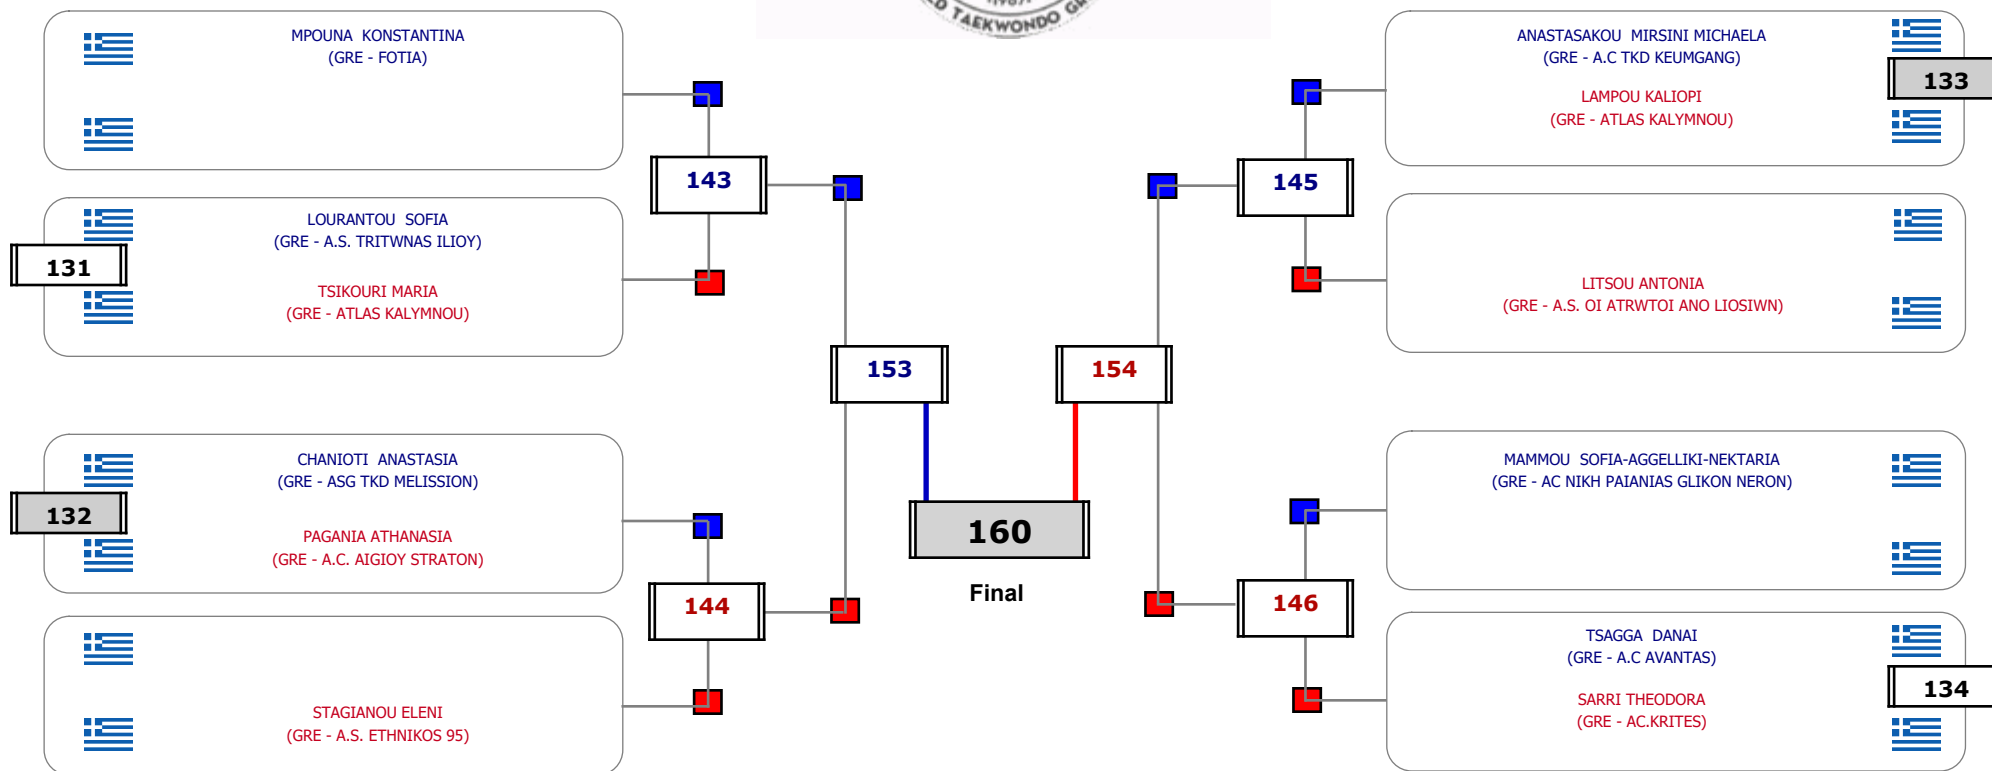 TAEKWONDO
MPOUNA KONSTANTINA
(GRE - FOTIA)
143
131
LOURANTOU SOFIA
(GRE - A.S. TRITWNAS ILIOY)
TSIKOURI MARIA
(GRE - ATLAS KALYMNOU)
153
132
CHANIOTI ANASTASIA
(GRE - ASG TKD MELISSION)
PAGANIA ATHANASIA
(GRE - A.C. AIGIOY STRATON)
144
STAGIANOU ELENI
(GRE - A.S. ETHNIKOS 95)
160
Final
ANASTASAKOU MIRSINI MICHAELA
(GRE - A.C TKD KEUMGANG)
133
LAMPOU KALIOPI
(GRE - ATLAS KALYMNOU)
145
LITSOU ANTONIA
(GRE - A.S. OI ATRWTOI ANO LIOSIWN)
154
MAMMOU SOFIA-AGGELLIKI-NEKTARIA
(GRE - AC NIKH PAIANIAS GLIKON NERON)
146
TSAGGA DANAI
(GRE - A.C AVANTAS)
134
SARRI THEODORA
(GRE - AC.KRITES)